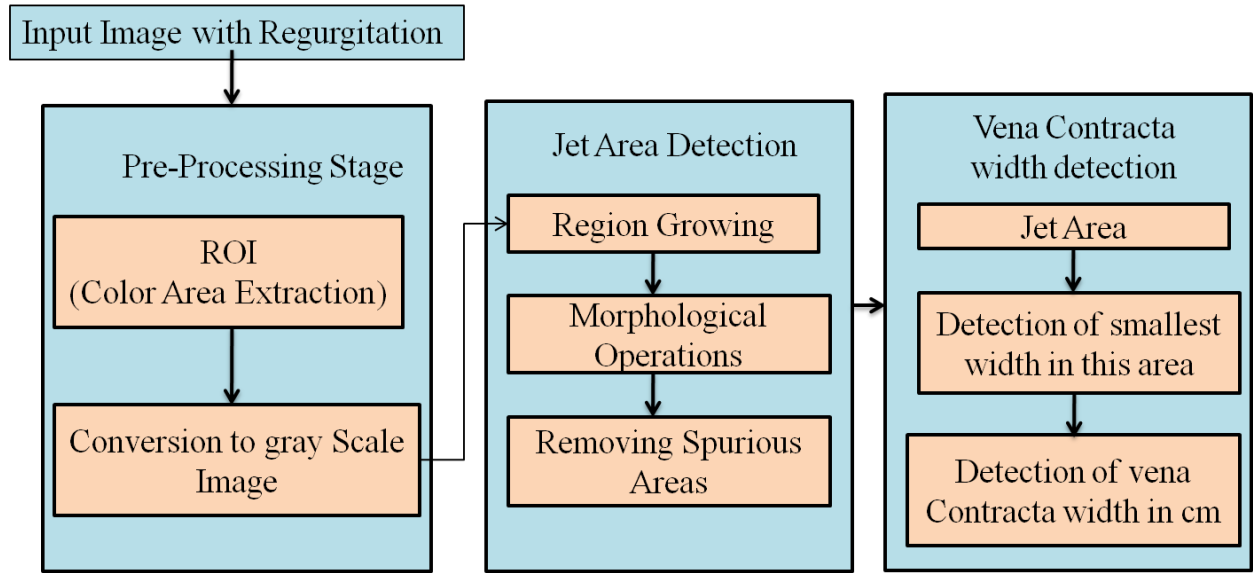 Input Image with Regurgitation
Pre-Processing Stage
ROI
(Color Area Extraction)
Conversion to gray Scale
Image
Jet Area Detection
Region Growing
Morphological
Operations
Removing Spurious
Areas
Vena Contracta
width detection
Jet Area
Detection of smallest
width in this area
Detection of vena
Contracta width in cm